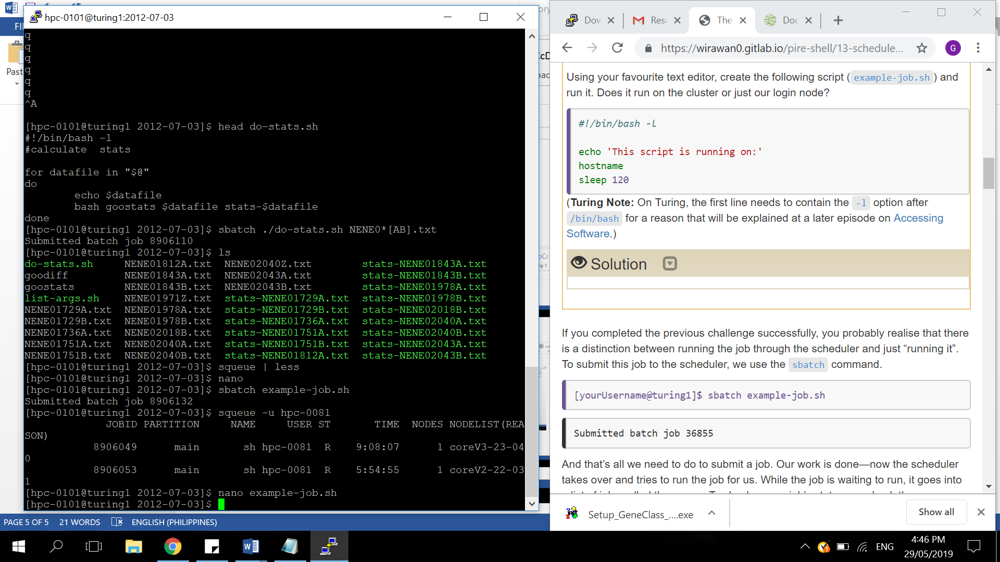 hpc-0101@turing1:2012-07-03
FI
Past
q
q
q
q
q
q
^A
[hpc-0101@turing1 2012-07-03]$ head do-stats.sh
#!/bin/bash -l
#calculate  stats
for datafile in "$@"
do
        echo $datafile
        bash goostats $datafile stats-$datafile
done
[hpc-0101@turing1 2012-07-03]$ sbatch ./do-stats.sh NENE0*[AB].txt
Submitted batch job 8906110
[hpc-0101@turing1 2012-07-03]$ ls
do-stats.sh     NENE01812A.txt  NENE02040Z.txt        stats-NENE01843A.txt
goodiff         NENE01843A.txt  NENE02043A.txt        stats-NENE01843B.txt
goostats        NENE01843B.txt  NENE02043B.txt        stats-NENE01978A.txt
list-args.sh    NENE01971Z.txt  stats-NENE01729A.txt  stats-NENE01978B.txt
NENE01729A.txt  NENE01978A.txt  stats-NENE01729B.txt  stats-NENE02018B.txt
NENE01729B.txt  NENE01978B.txt  stats-NENE01736A.txt  stats-NENE02040A.txt
NENE01736A.txt  NENE02018B.txt  stats-NENE01751A.txt  stats-NENE02040B.txt
NENE01751A.txt  NENE02040A.txt  stats-NENE01751B.txt  stats-NENE02043A.txt
NENE01751B.txt  NENE02040B.txt  stats-NENE01812A.txt  stats-NENE02043B.txt
[hpc-0101@turing1 2012-07-03]$ squeue | less
[hpc-0101@turing1 2012-07-03]$ nano
[hpc-0101@turing1 2012-07-03]$ sbatch example-job.sh
Submitted batch job 8906132
[hpc-0101@turing1 2012-07-03]$ squeue -u hpc-0081
             JOBID PARTITION     NAME     USER ST       TIME  NODES NODELIST(REA
SON)
           8906049      main       sh hpc-0081  R    9:08:07      1 coreV3-23-04
0
           8906053      main       sh hpc-0081  R    5:54:55      1 coreV2-22-03
1
[hpc-0101@turing1 2012-07-03]$ nano example-job.sh
[hpc-0101@turing1 2012-07-03]$
PAGE 5 OF 5 21 WORDS ENGLISH (PHILIPPINES)
Dow Reso The Doc
https://wirawan0.gitlab.io/pire-shell/13-schedule... G
Using your favourite text editor, create the following script ( example-job.sh ) and
run it. Does it run on the cluster or just our login node?
#!/bin/bash -l
echo 'This script is running on:'
hostname
sleep 120
(Turing Note: On Turing, the first line needs to contain the -l option after
/bin/bash for a reason that will be explained at a later episode on Accessing
Software.)
Solution
If you completed the previous challenge successfully, you probably realise that there
is a distinction between running the job through the scheduler and just “running it”.
To submit this job to the scheduler, we use the sbatch command.
[yourUsername@turing1]$ sbatch example-job.sh
Submitted batch job 36855
And that’s all we need to do to submit a job. Our work is done—now the scheduler
takes over and tries to run the job for us. While the job is waiting to run, it goes into
Setup_GeneClass_....exe
Show all
ENG
4:46 PM
29/05/2019